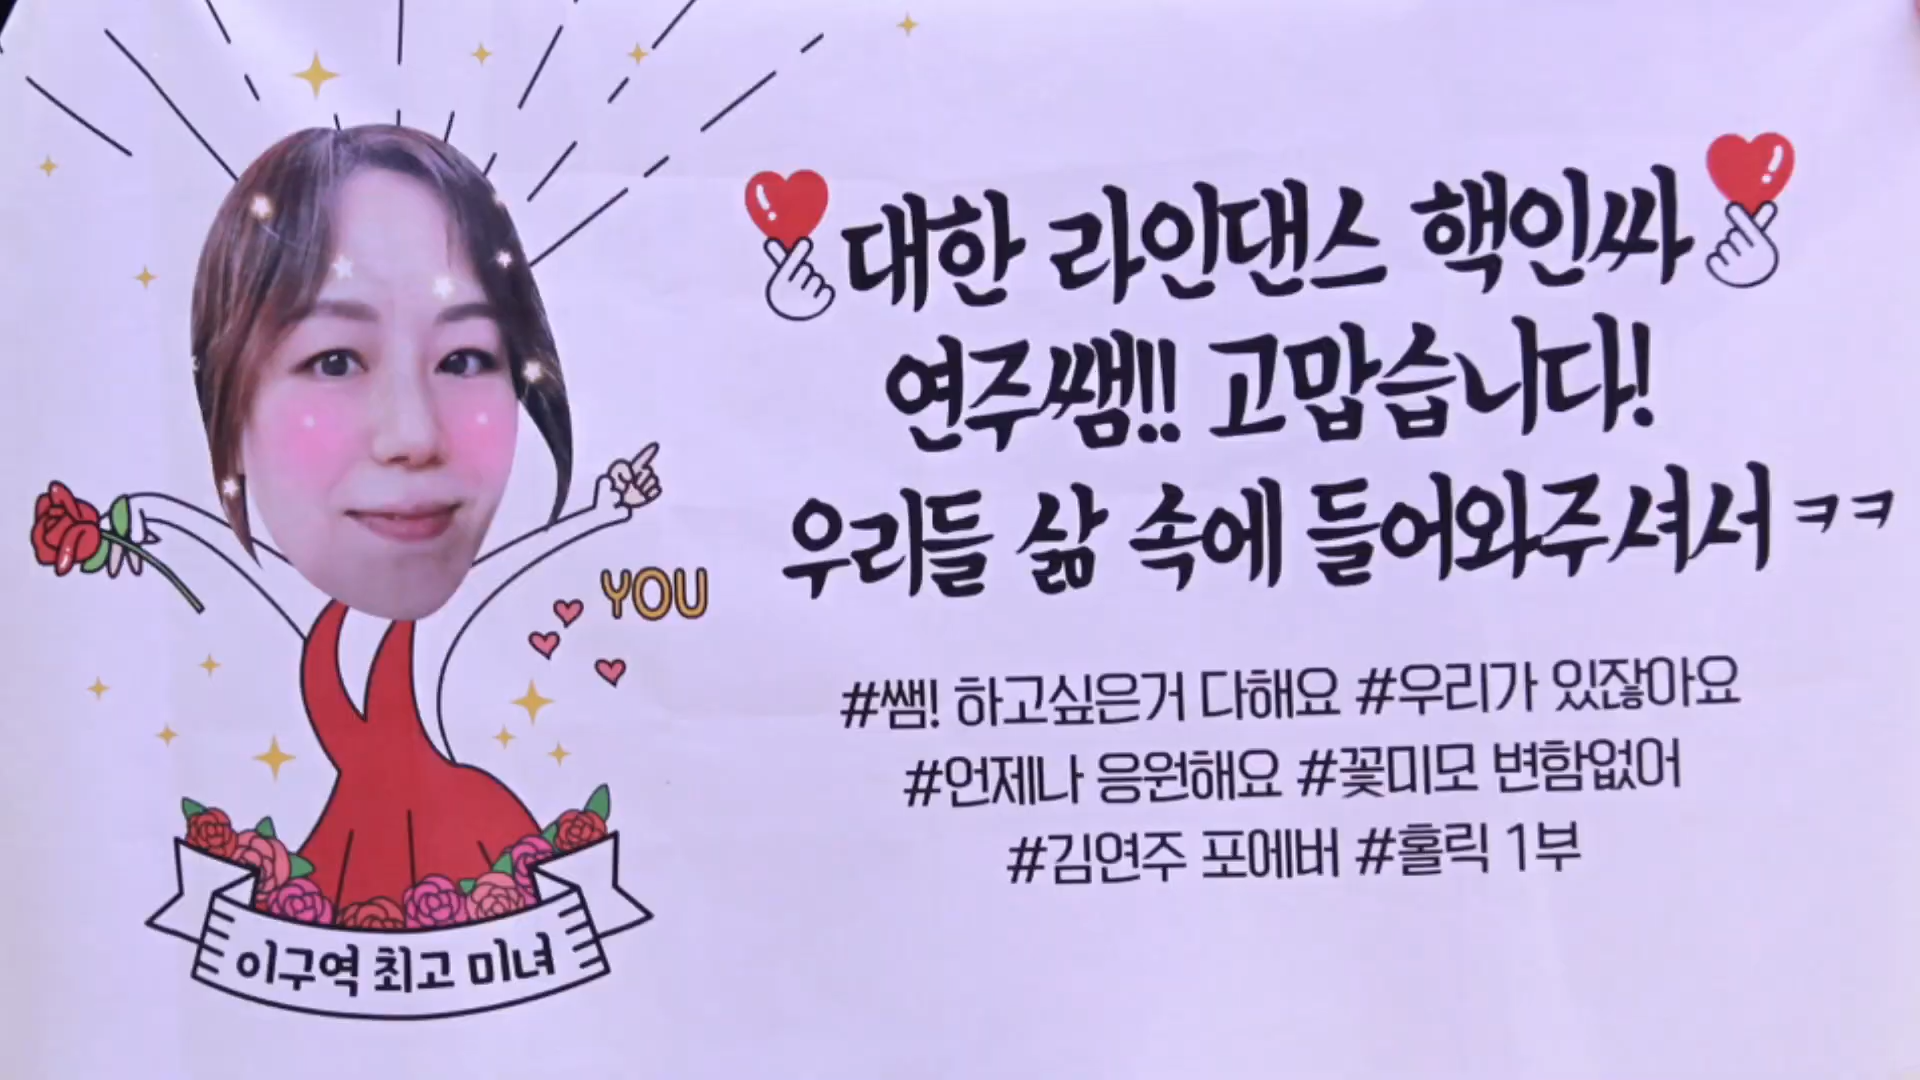 대한 라인댄스 핵인싸
연주쌤!! 고맙습니다!
우리들 삶 속에 들어와주셔서 ㅋㅋ
YOU
#쌤! 하고싶은거 다해요 #우리가 있잖아요
#언제나 응원해요 #꽃미모 변함없어
#김연주 포에버 #홀릭 1부
이구역 최고 미녀